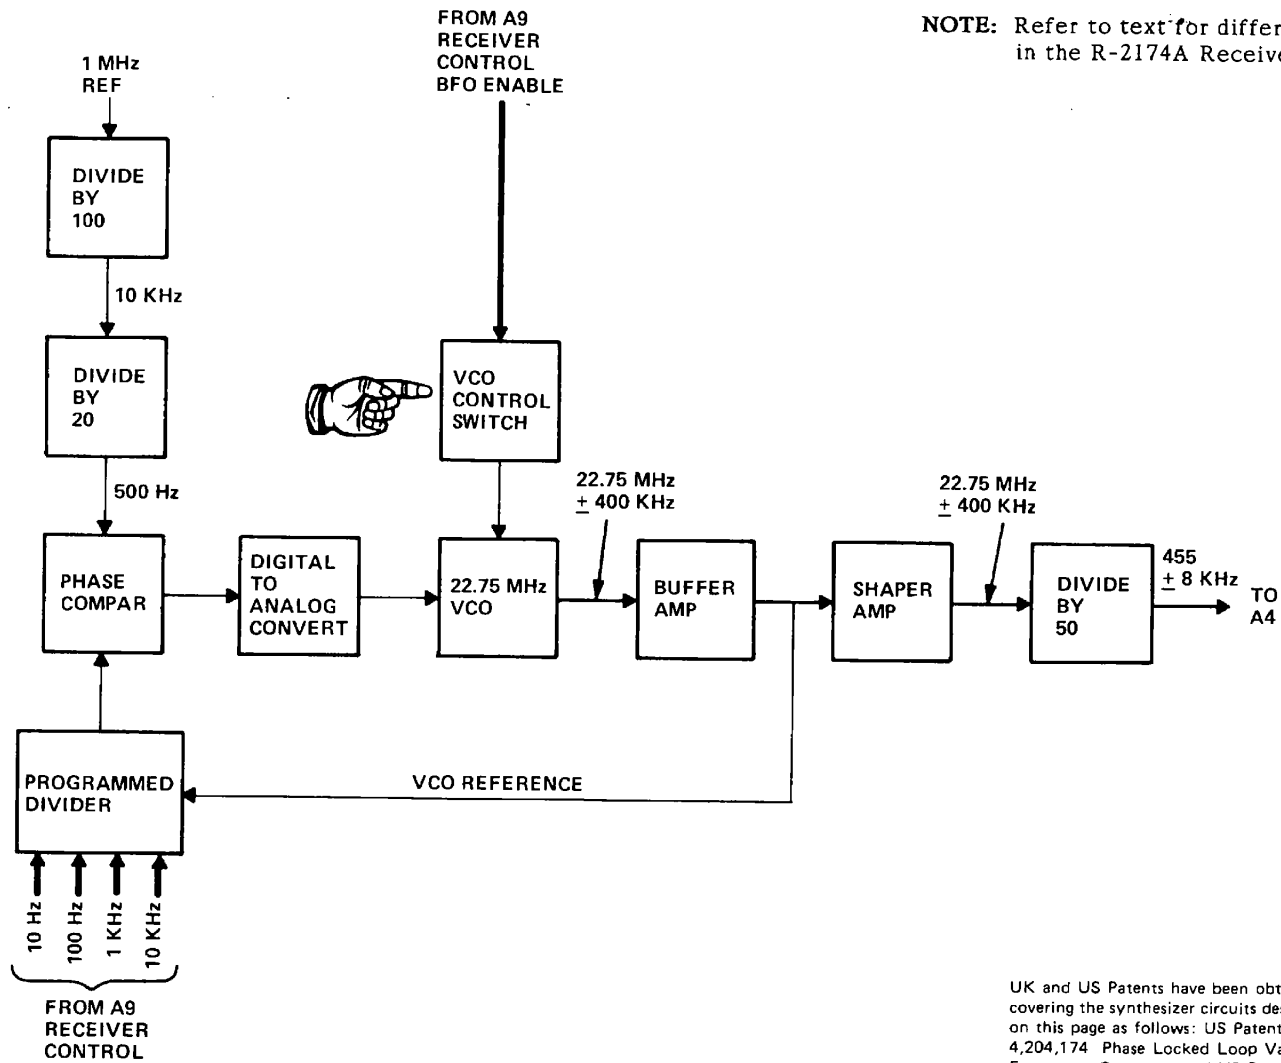 FROM A9
RECEIVER
CONTROL
BFO ENABLE
NOTE: Refer to text for differ
in the R-2174A Receive
1 MHz
REF
DIVIDE
BY
100
10 KHz
DIVIDE
BY
20
500 Hz
VCO
CONTROL
SWITCH
22.75 MHz
± 400 KHz
22.75 MHz
± 400 KHz
PHASE
COMPAR
DIGITAL
TO
ANALOG
CONVERT
22.75 MHz
VCO
BUFFER
AMP
SHAPER
AMP
DIVIDE
BY
50
455
± 8 KHz
TO
A4
PROGRAMMED
DIVIDER
VCO REFERENCE
10 Hz
100 Hz
1 KHz
10 KHz
FROM A9
RECEIVER
CONTROL
UK and US Patents have been obt
covering the synthesizer circuits de
on this page as follows: US Patent
4,204,174 Phase Locked Loop Va